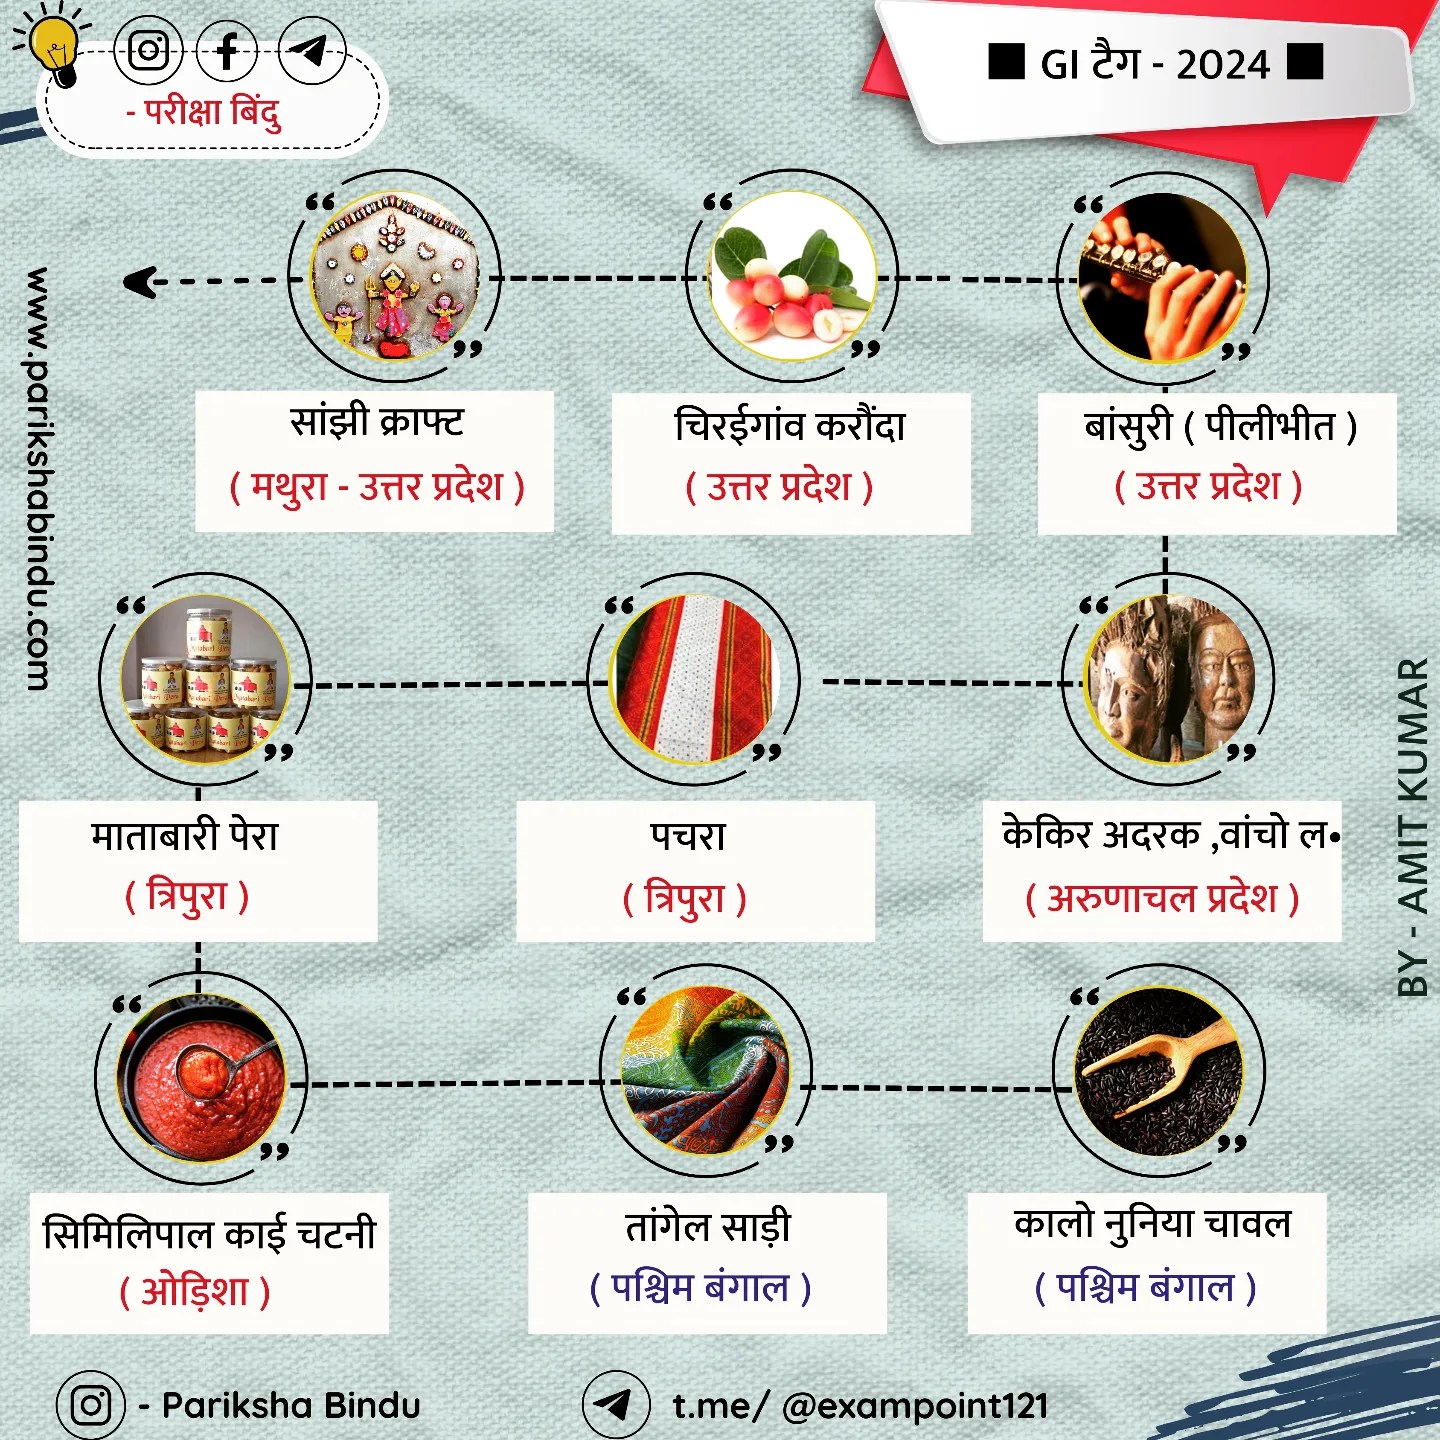 - परीक्षा बिंदु
■ GI टैग - 2024 ■
www.parikshabindu.com
सांझी क्राफ्ट
( मथुरा - उत्तर प्रदेश )
चिरईगांव करौंदा
( उत्तर प्रदेश )
बांसुरी ( पीलीभीत )
( उत्तर प्रदेश )
माताबारी पेरा
( त्रिपुरा )
पचरा
( त्रिपुरा )
केकिर अदरक ,वांचो ल•
( अरुणाचल प्रदेश )
BY - AMIT KUMAR
सिमिलिपाल काई चटनी
( ओड़िशा )
तांगेल साड़ी
( पश्चिम बंगाल )
कालो नुनिया चावल
( पश्चिम बंगाल )
- Pariksha Bindu
t.me/ @exampoint121